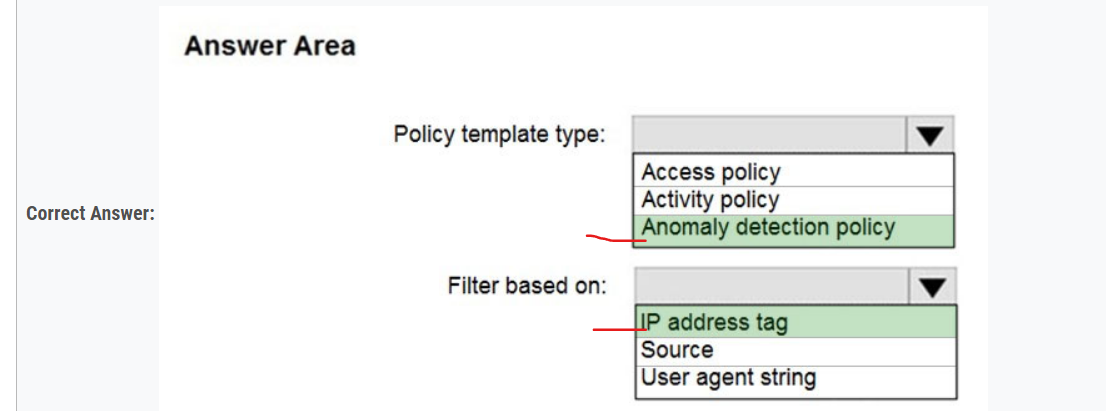 Answer Area
Policy template type:
Access policy
Activity policy
Correct Answer:
Anomaly detection policy
Filter based on:
IP address tag
Source
User agent string